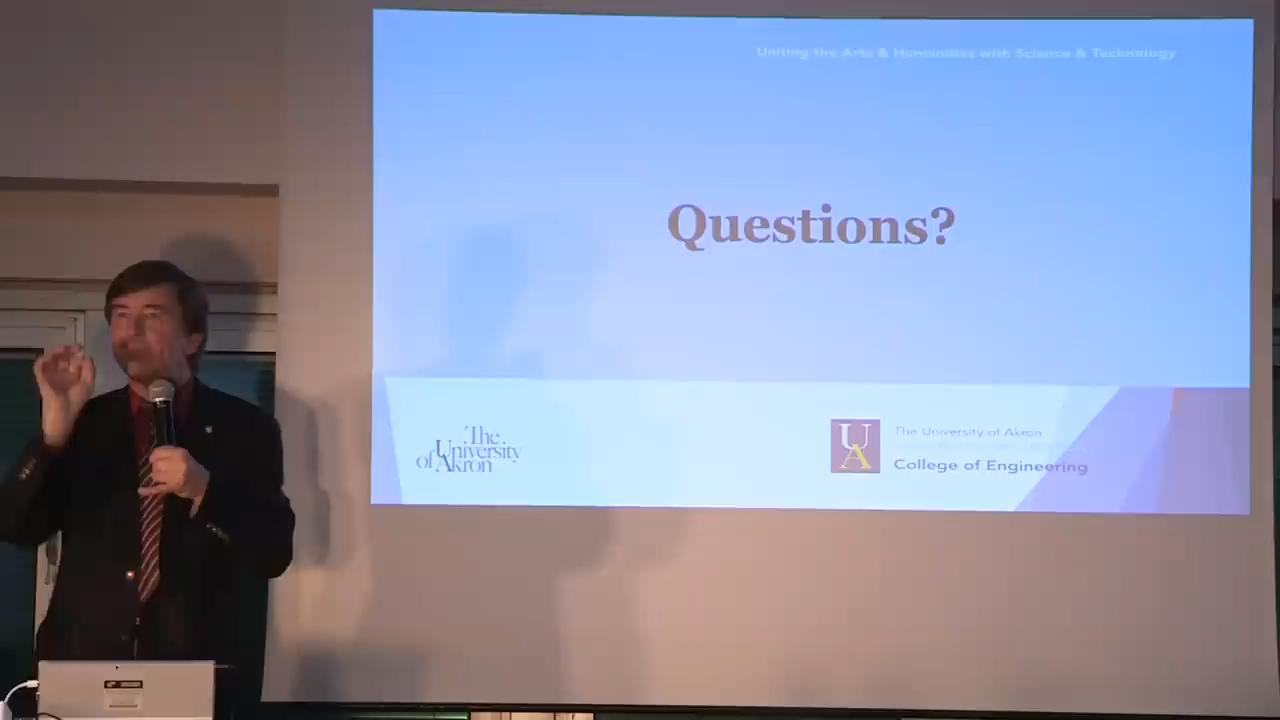 Uniting the Arts & Humanities with Science & Technology
Questions?
The
University
of Akron
UA
The University of Akron
College of Engineering